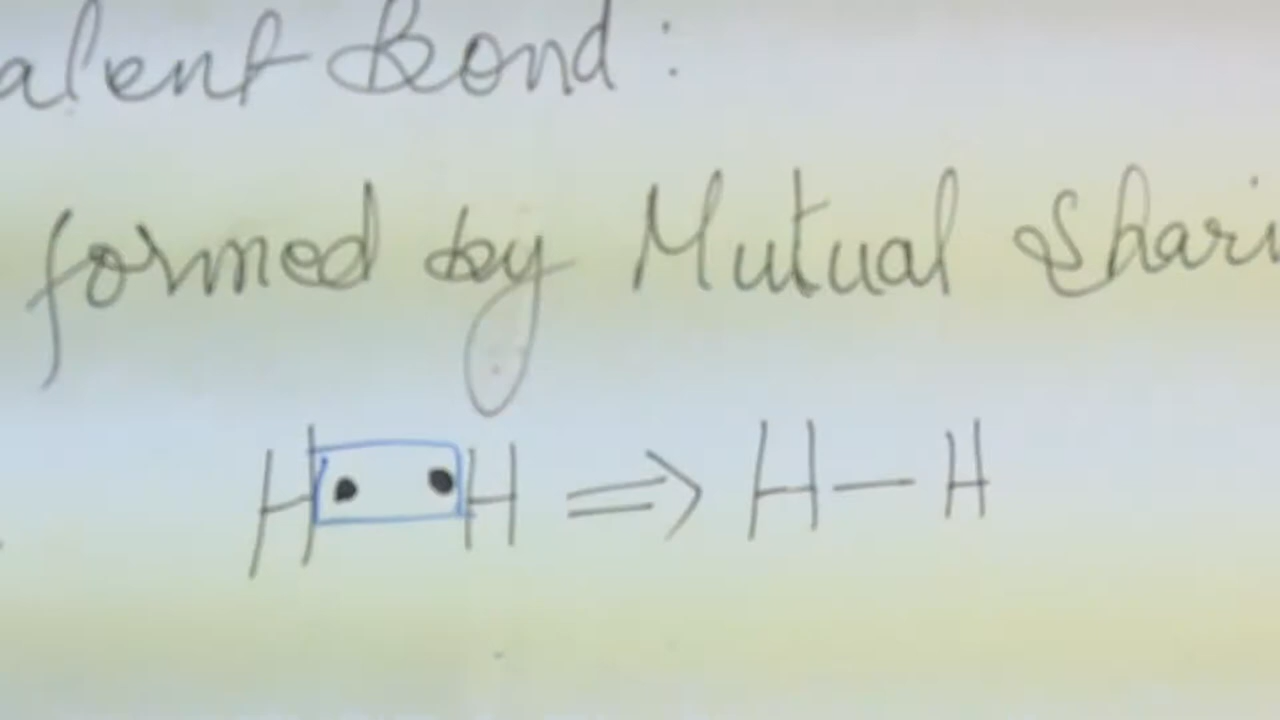 alent Bond:
formed by Mutual Shari
H • • H ⇒ H — H